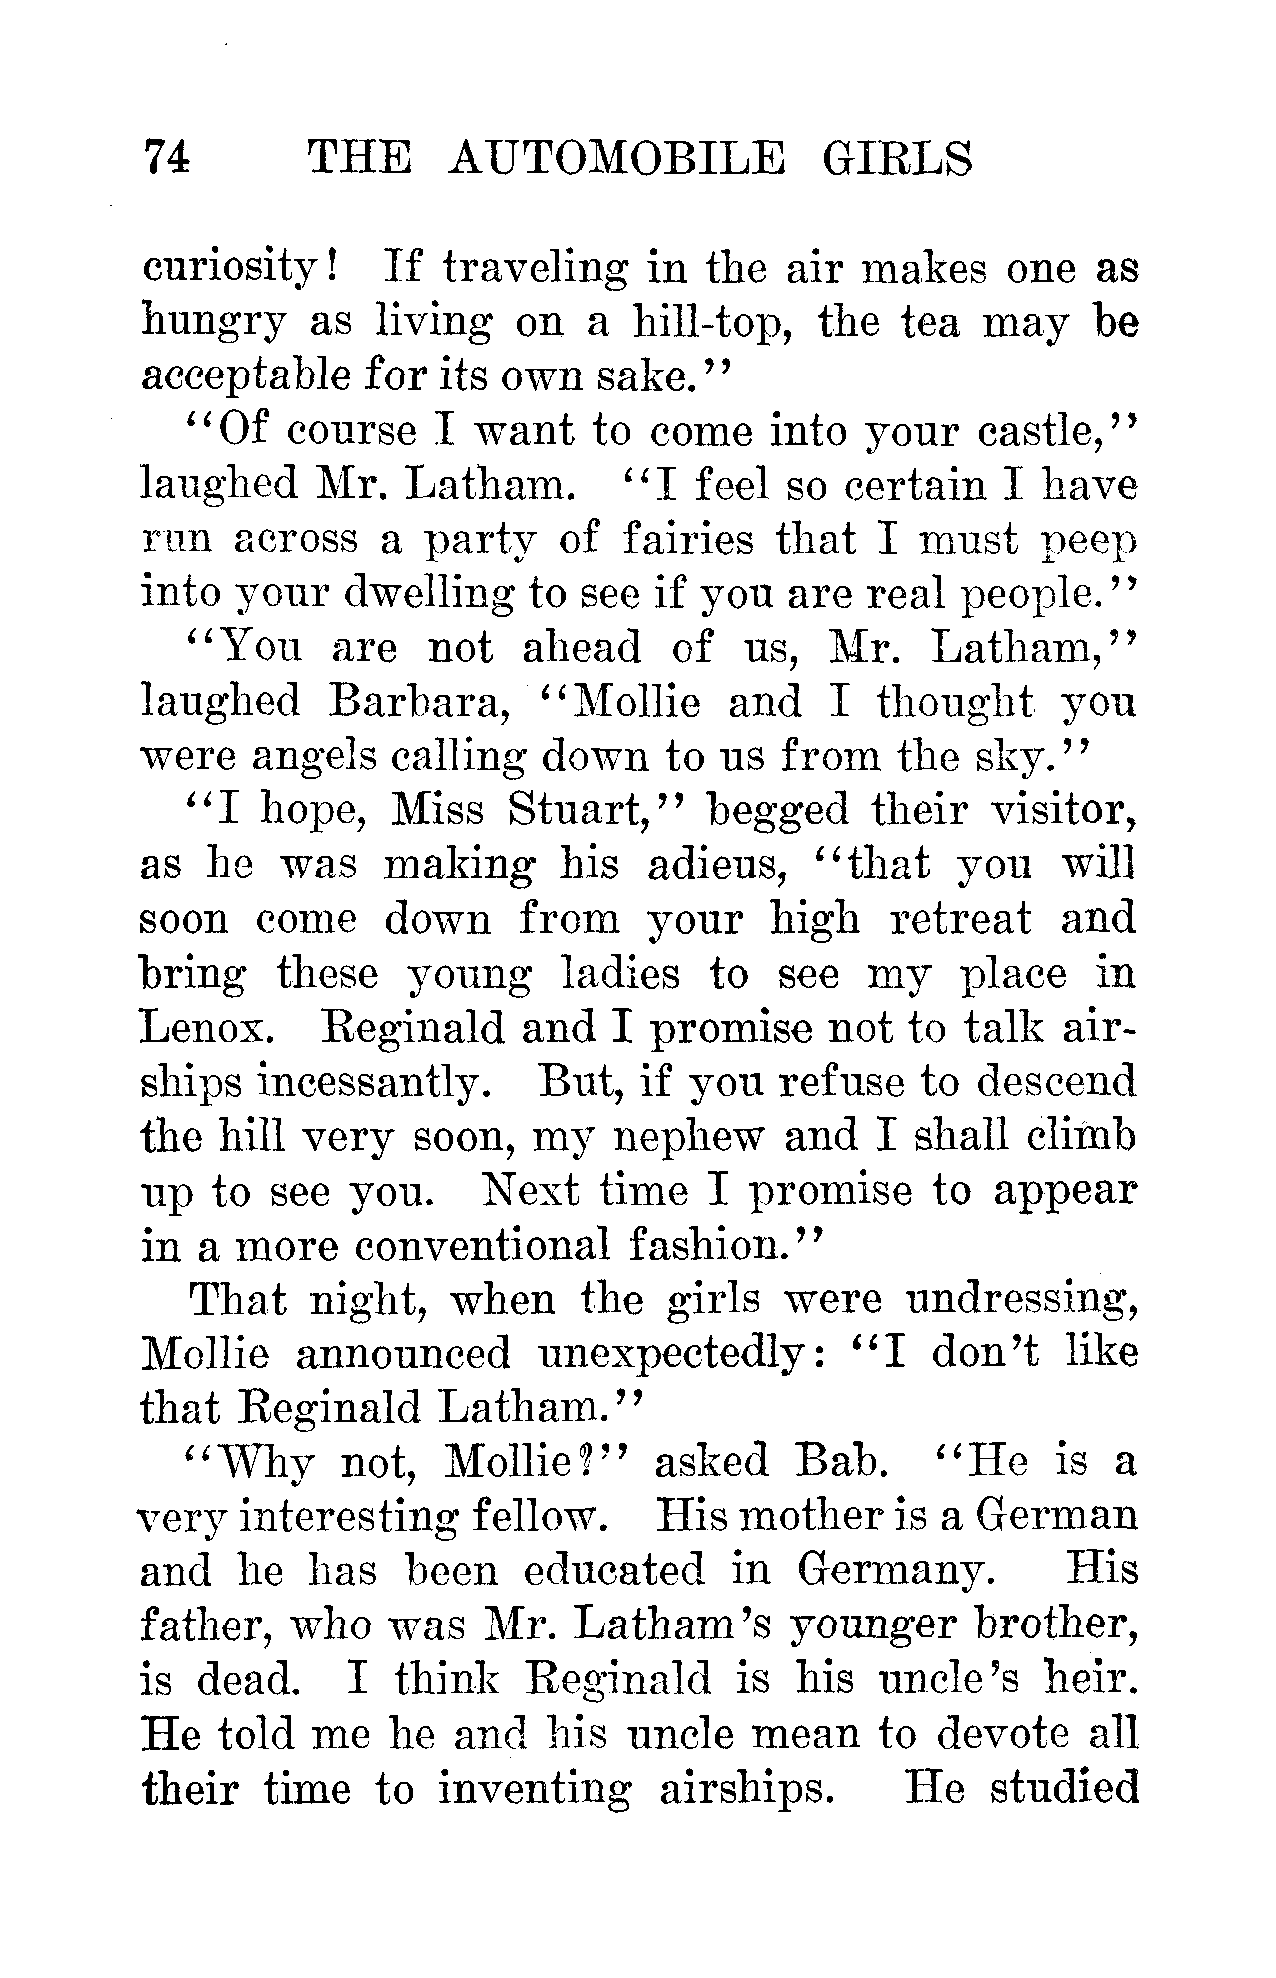 74 THE AUTOMOBILE GIRLS
curiosity! If traveling in the air makes one as
hungry as living on a hill-top, the tea may be
acceptable for its own sake."
"Of course I want to come into your castle,"
laughed Mr. Latham. "I feel so certain I have
run across a party of fairies that I must peep
into your dwelling to see if you are real people."
"You are not ahead of us, Mr. Latham,"
laughed Barbara, "Mollie and I thought you
were angels calling down to us from the sky."
"I hope, Miss Stuart," begged their visitor,
as he was making his adieus, "that you will
soon come down from your high retreat and
bring these young ladies to see my place in
Lenox. Reginald and I promise not to talk air-
ships incessantly. But, if you refuse to descend
the hill very soon, my nephew and I shall climb
up to see you. Next time I promise to appear
in a more conventional fashion."
That night, when the girls were undressing,
Mollie announced unexpectedly: "I don't like
that Reginald Latham."
"Why not, Mollie?" asked Bab. "He is a
very interesting fellow. His mother is a German
and he has been educated in Germany. His
father, who was Mr. Latham's younger brother,
is dead. I think Reginald is his uncle's heir.
He told me he and his uncle mean to devote all
their time to inventing airships. He studied